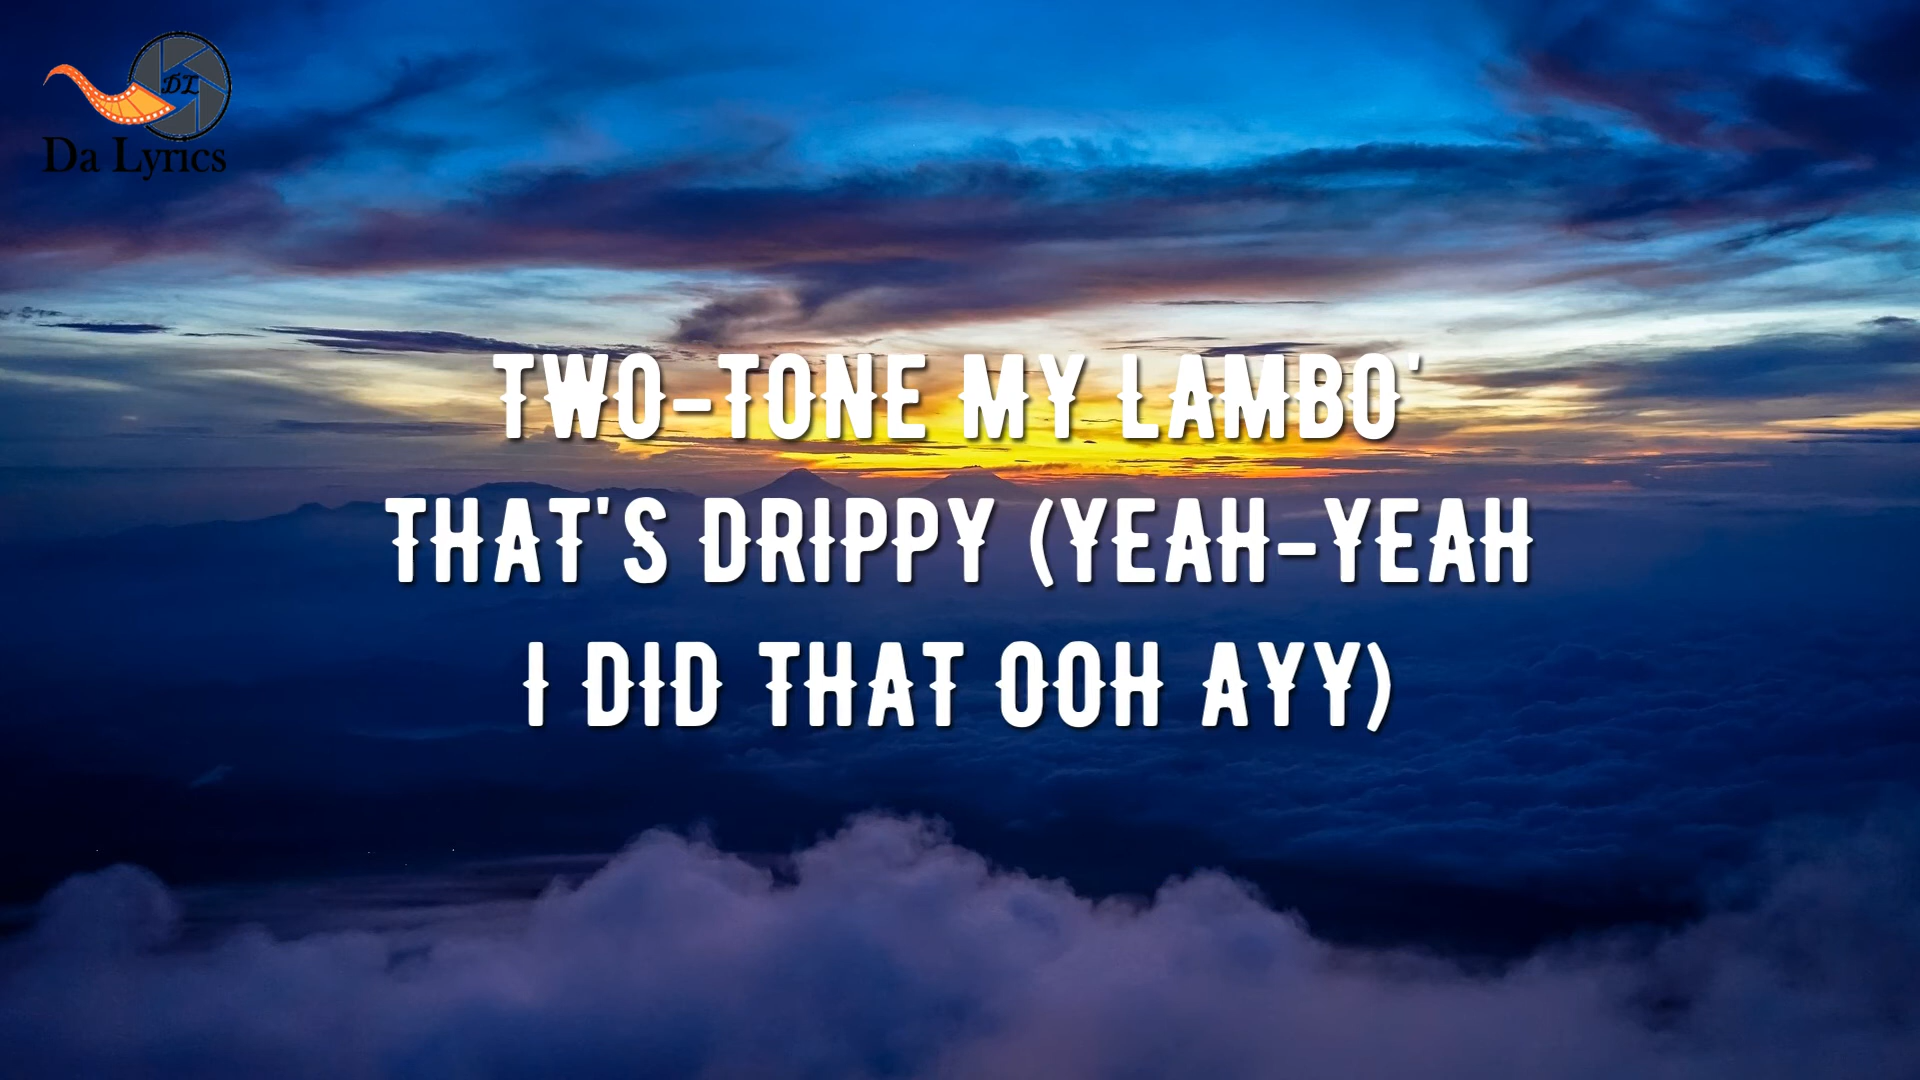 DL
Da Lyrics
TWO-TONE MY LAMBO'
THAT'S DRIPPY (YEAH-YEAH
I DID THAT OOH AYY)